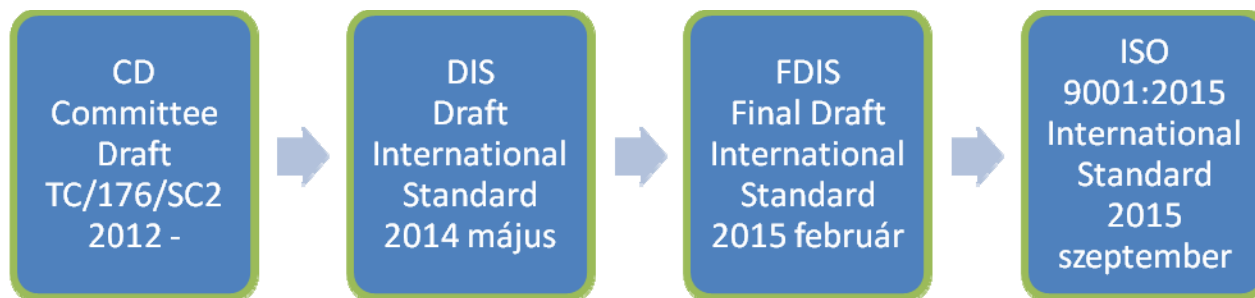 CD
Committee
Draft
TC/176/SC2
2012 -
DIS
Draft
International
Standard
2014 május
FDIS
Final Draft
International
Standard
2015 február
ISO
9001:2015
International
Standard
2015
szeptember